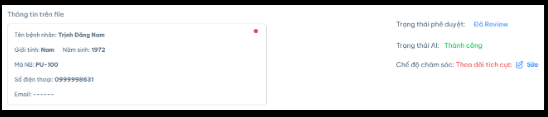 Thông tin trên file
Tên bệnh nhân: Trịnh Đăng Nam
Giới tính: Nam Năm sinh: 1972
Mã NB: PU-100
Số điện thoại: 0999998631
Email: ------
Trạng thái phê duyệt: Đã Review
Trạng thái AI: Thành công
Chế độ chăm sóc: Theo dõi tích cực Sửa